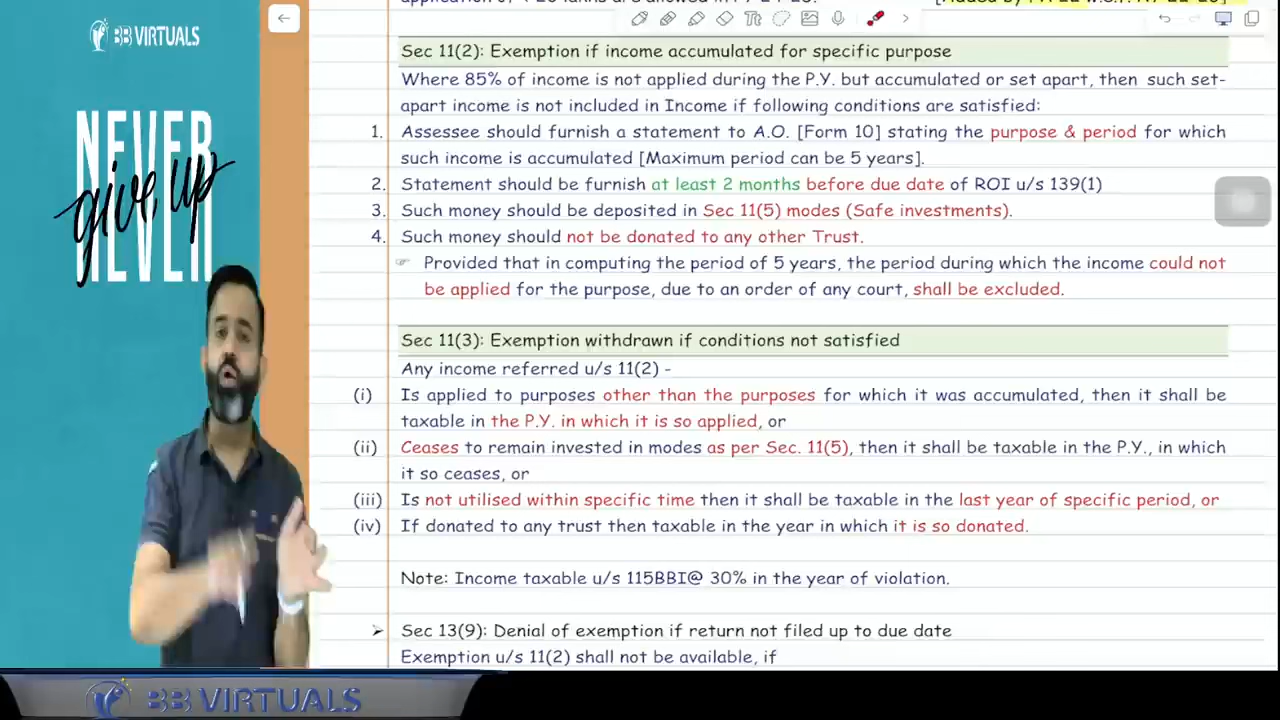 BB VIRTUALS
NEVER
give up
NEVER
Sec 11(2): Exemption if income accumulated for specific purpose
Where 85% of income is not applied during the P.Y. but accumulated or set apart, then such set-
apart income is not included in Income if following conditions are satisfied:
1. Assessee should furnish a statement to A.O. [Form 10] stating the purpose & period for which
such income is accumulated [Maximum period can be 5 years].
2. Statement should be furnish at least 2 months before due date of ROI u/s 139(1)
3. Such money should be deposited in Sec 11(5) modes (Safe investments).
4. Such money should not be donated to any other Trust.
☞ Provided that in computing the period of 5 years, the period during which the income could not
be applied for the purpose, due to an order of any court, shall be excluded.
Sec 11(3): Exemption withdrawn if conditions not satisfied
Any income referred u/s 11(2) -
(i) Is applied to purposes other than the purposes for which it was accumulated, then it shall be
taxable in the P.Y. in which it is so applied, or
(ii) Ceases to remain invested in modes as per Sec. 11(5), then it shall be taxable in the P.Y., in which
it so ceases, or
(iii) Is not utilised within specific time then it shall be taxable in the last year of specific period, or
(iv) If donated to any trust then taxable in the year in which it is so donated.
Note: Income taxable u/s 115BBI@ 30% in the year of violation.
➢ Sec 13(9): Denial of exemption if return not filed up to due date
Exemption u/s 11(2) shall not be available, if
BB VIRTUALS